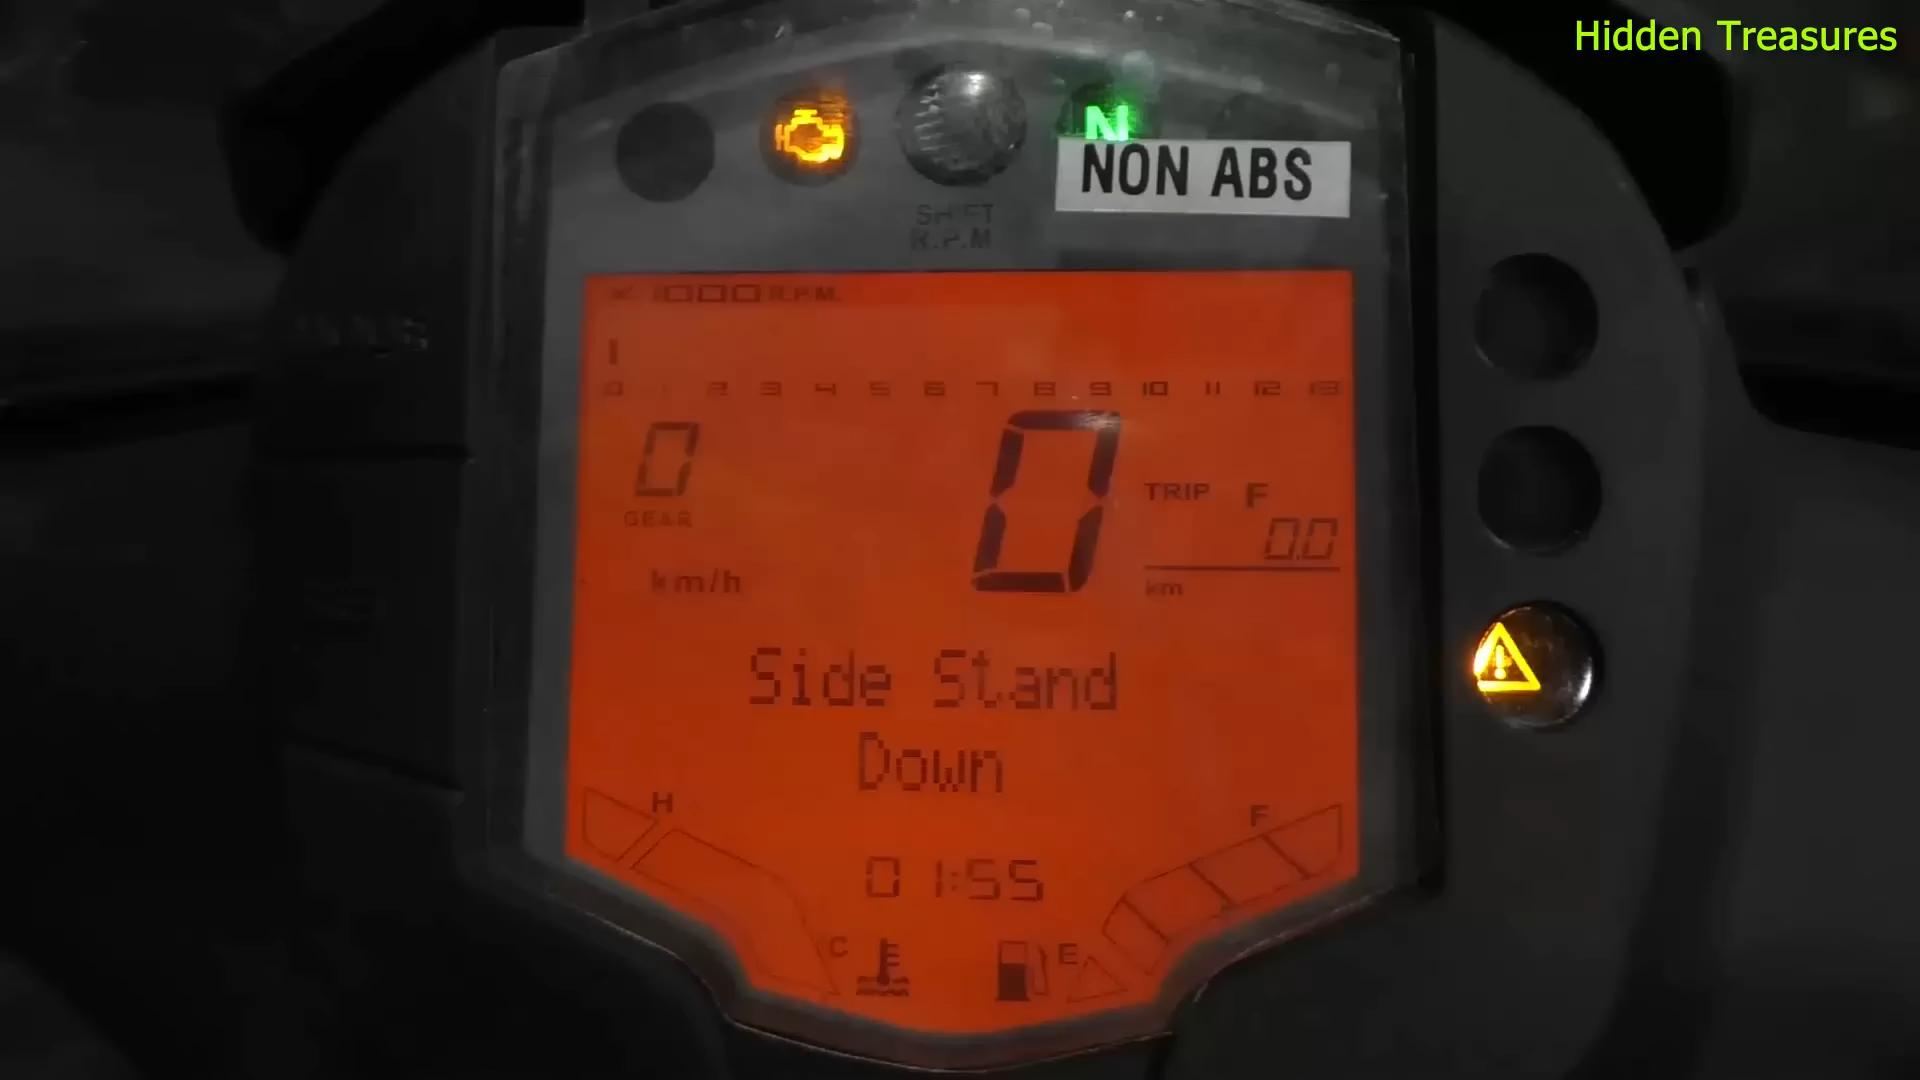 Hidden Treasures
N
NON ABS
SHIFT
R.P.M
x 1000 R.P.M.
0 1 2 3 4 5 6 7 8 9 10 11 12 13
0
GEAR
km/h
0
TRIP F
0.0
km
Side Stand
Down
H
F
01:55
C
E